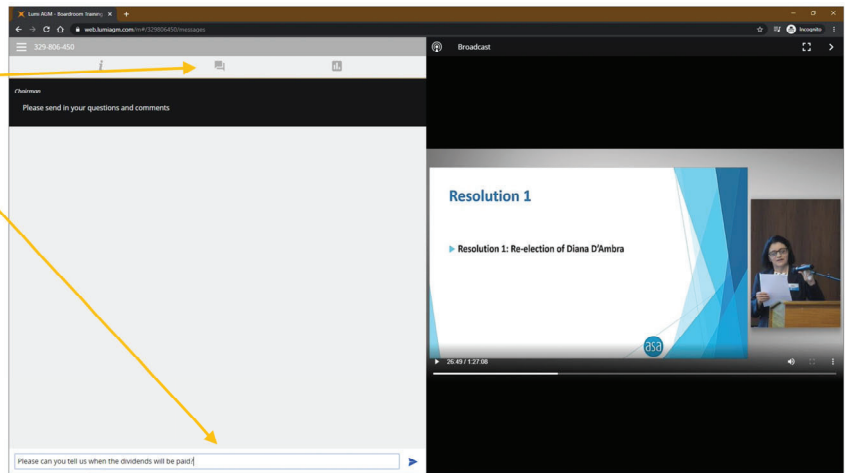 Lumi AGM - Boardroom Training
web.lumiagm.com/#/329806450/messages
Incognito
329-806-450
Broadcast
Chairman
Please send in your questions and comments
Resolution 1
Resolution 1: Re-election of Diana D'Ambra
asa
26:49 / 1:27:08
Please can you tell us when the dividends will be paid?